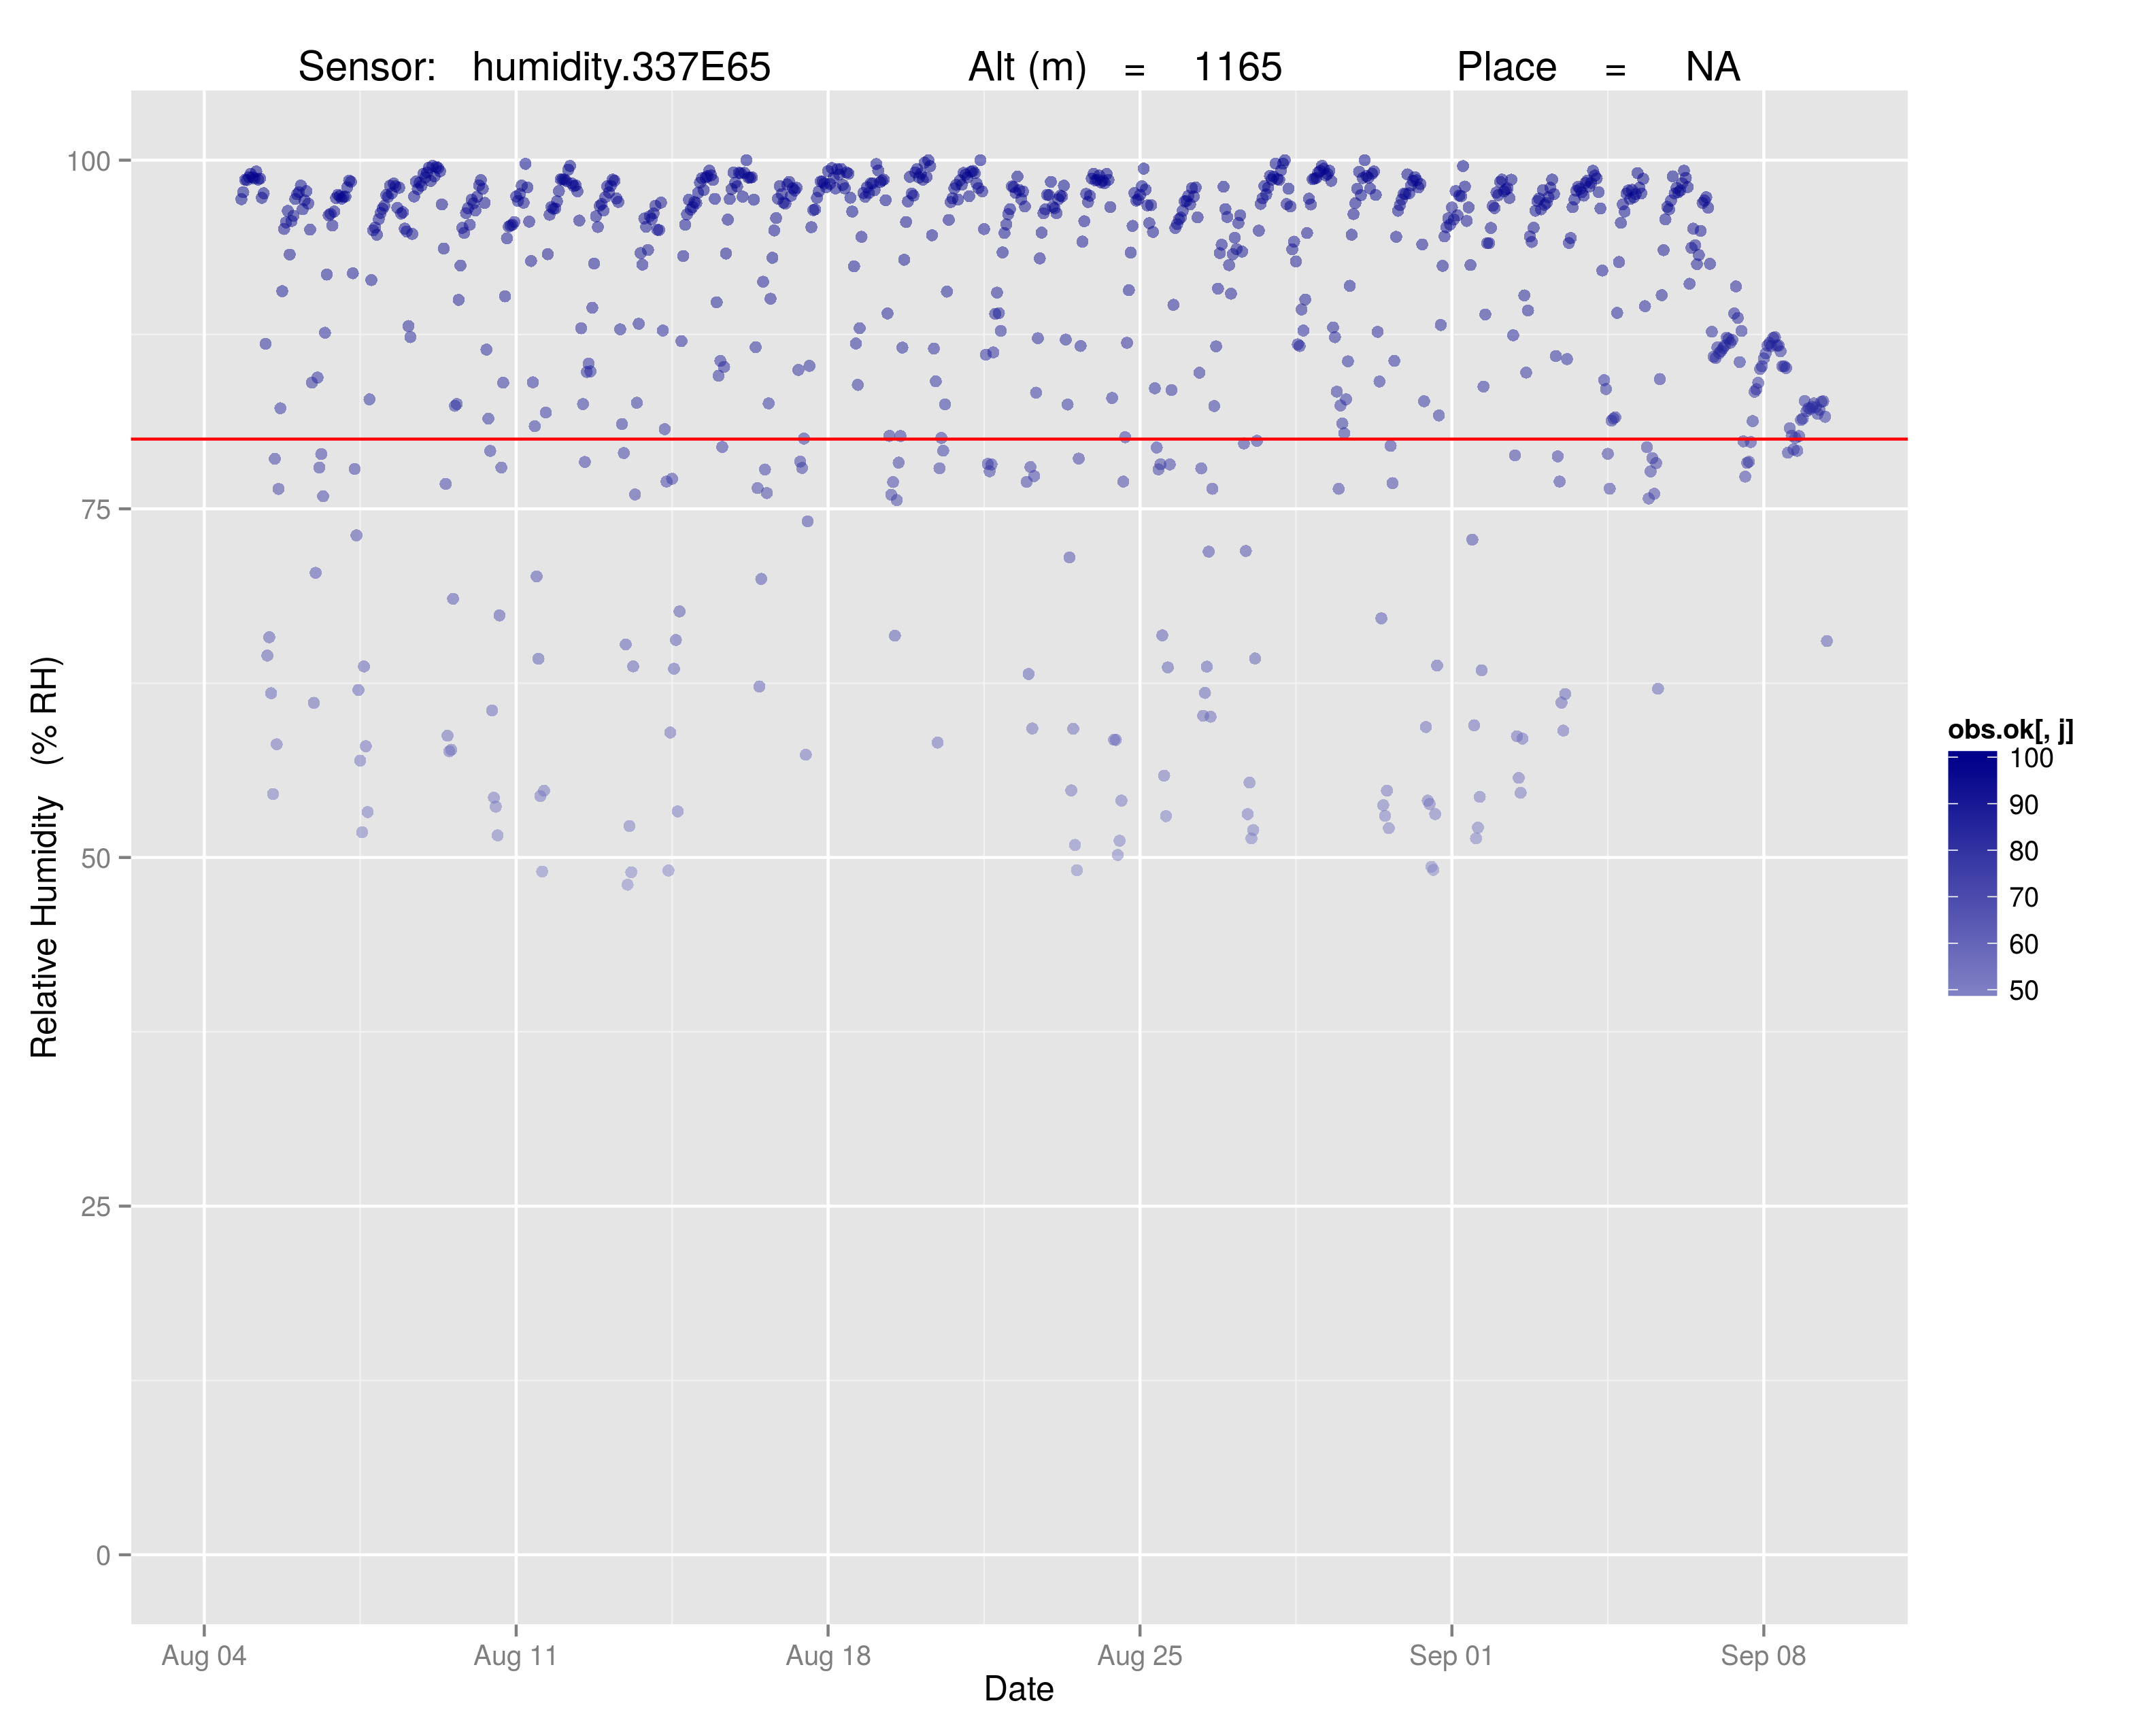 Sensor: humidity.337E65 Alt (m) = 1165 Place = NA
100
75
50
25
0
Relative Humidity (% RH)
Aug 04 Aug 11 Aug 18 Aug 25 Sep 01 Sep 08
Date
obs.ok[, j]
100
90
80
70
60
50